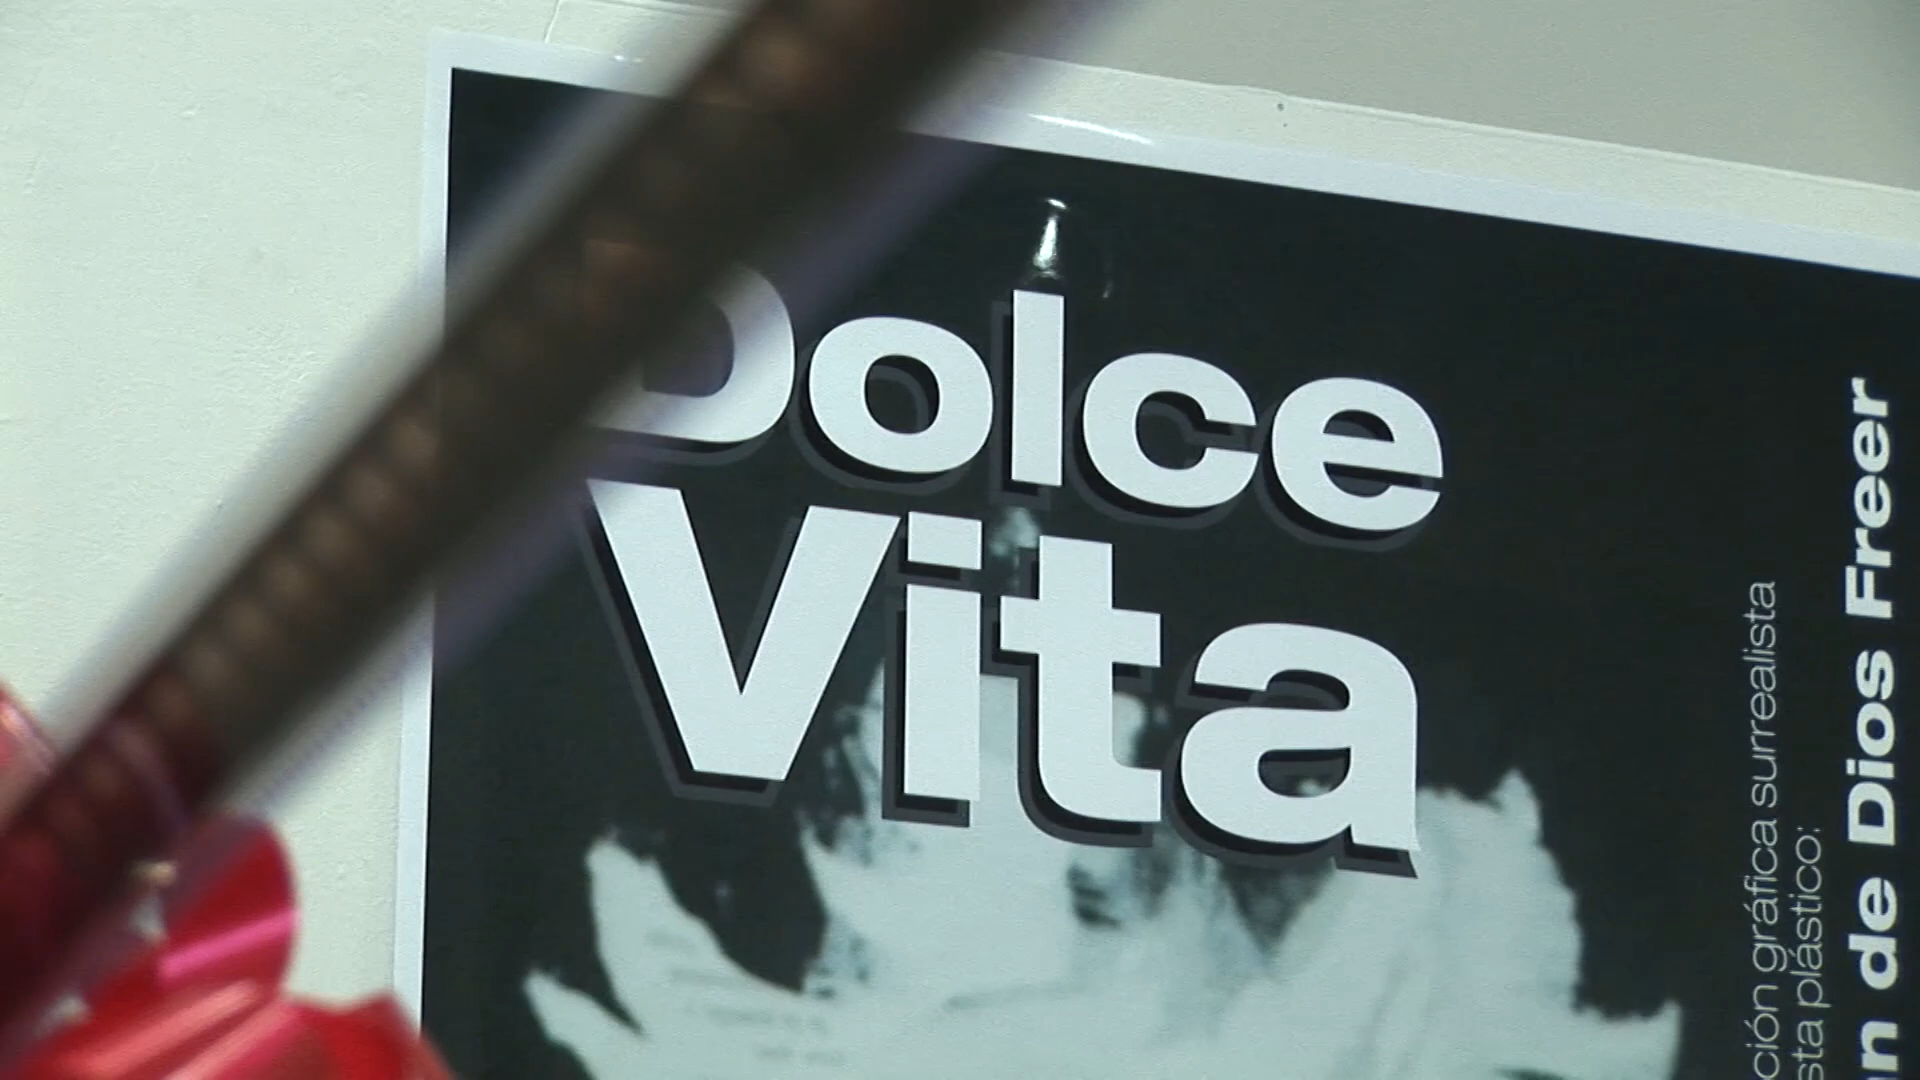 Dolce
Vita
ción gráfica surrealista
sta plástico:
n de Dios Freer